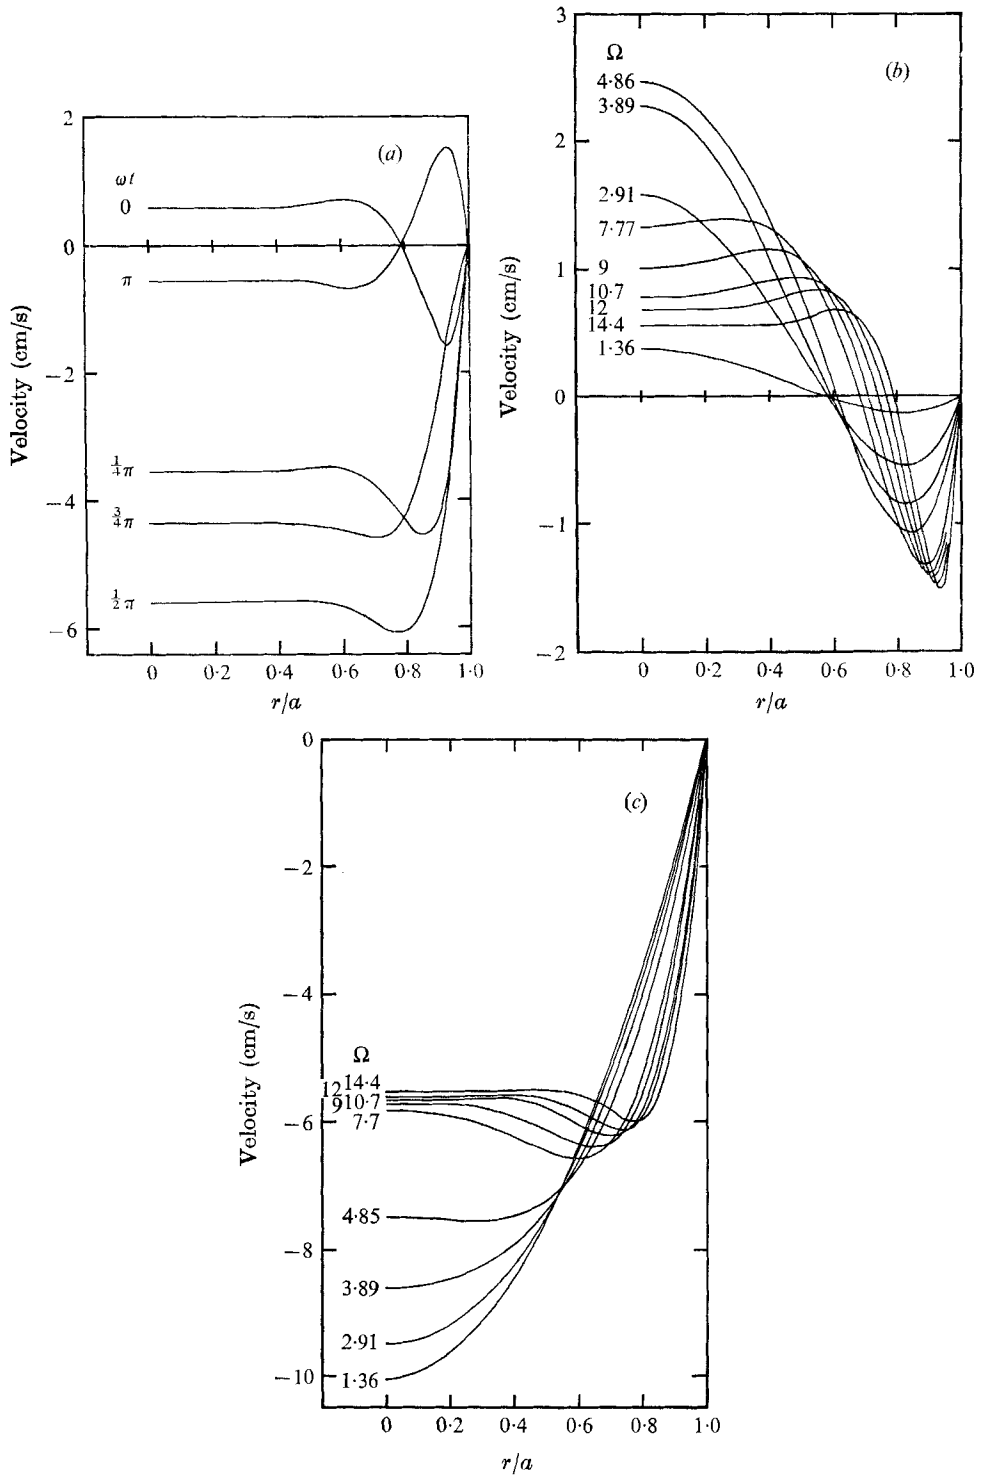 (a)
Velocity (cm/s)
2
0
−2
−4
−6
ωt
0
π
¼π
¾π
½π
0 0·2 0·4 0·6 0·8 1·0
r/a
(b)
Velocity (cm/s)
3
2
1
0
−1
−2
Ω
4·86
3·89
2·91
7·77
9
10·7
12
14·4
1·36
0 0·2 0·4 0·6 0·8 1·0
r/a
(c)
Velocity (cm/s)
0
−2
−4
−6
−8
−10
Ω
12 14·4
9 10·7
7·7
4·85
3·89
2·91
1·36
0 0·2 0·4 0·6 0·8 1·0
r/a